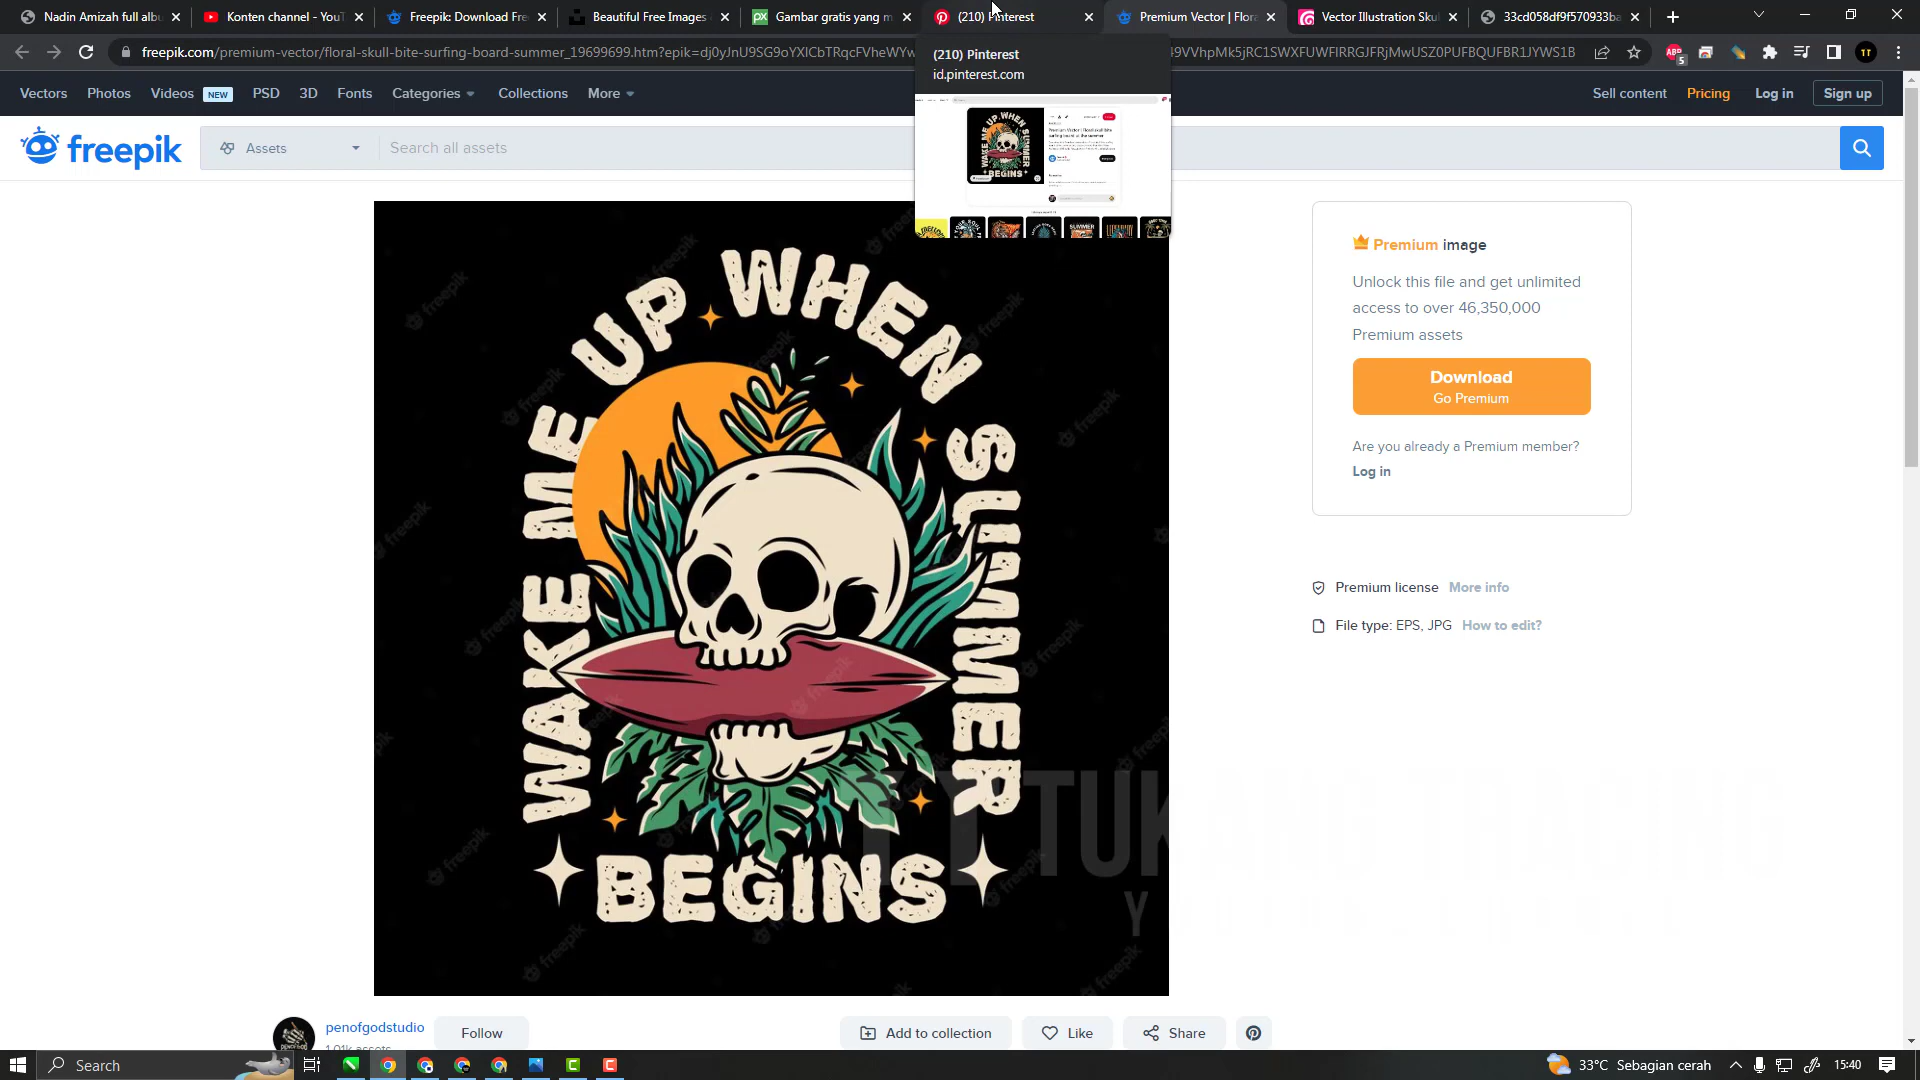 Nadin Amizah full albu
Konten channel - YouT
Freepik: Download Fre
Beautiful Free Images
Gambar gratis yang m
(210) Pinterest
Premium Vector | Flora
Vector Illustration Skul
33cd058df9f570933ba
freepik.com/premium-vector/floral-skull-bite-surfing-board-summer_19699699.htm?epik=dj0yJnU9SG9oYXlCbTRqcFVheWYw
(210) Pinterest
id.pinterest.com
Vectors
Photos
Videos NEW
PSD
3D
Fonts
Categories
Collections
More
Sell content
Pricing
Log in
Sign up
freepik
Assets
Search all assets
WAKE ME UP WHEN SUMMER
BEGINS
Premium image
Unlock this file and get unlimited
access to over 46,350,000
Premium assets
Download
Go Premium
Are you already a Premium member?
Log in
Premium license More info
File type: EPS, JPG How to edit?
penofgodstudio
Follow
Add to collection
Like
Share
Search
33°C Sebagian cerah
15:40